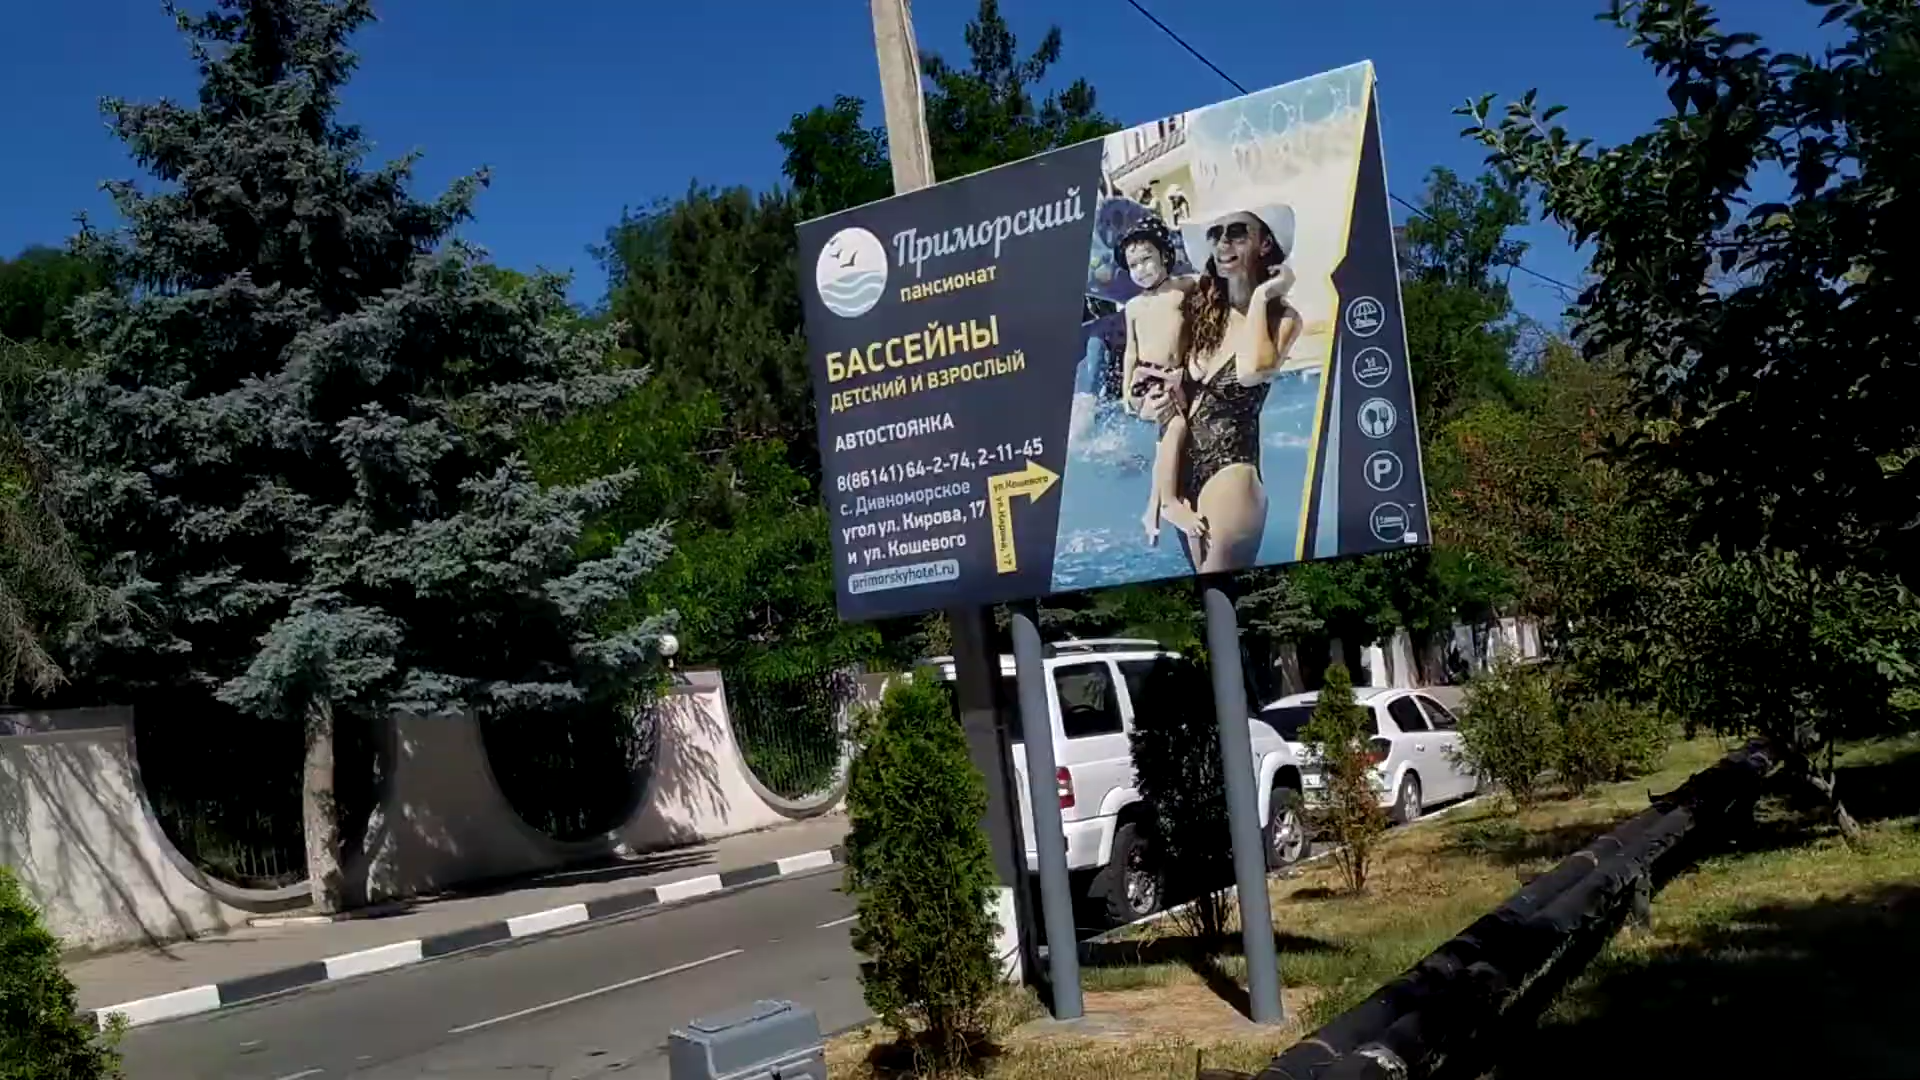 Приморский
пансионат
БАССЕЙНЫ
ДЕТСКИЙ И ВЗРОСЛЫЙ
АВТОСТОЯНКА
8(86141) 64-2-74, 2-11-45
с. Дивноморское
угол ул. Кирова, 17
и ул. Кошевого
primorskyhotel.ru
ул. Кошевого
ул. Кирова, 17
P